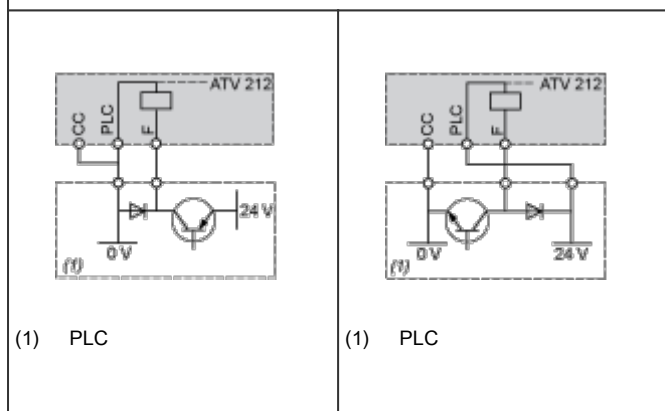 ATV 212
CC
PLC
F
24 V
0 V
(1)
(1) PLC
ATV 212
CC
PLC
F
0 V
24 V
(1)
(1) PLC